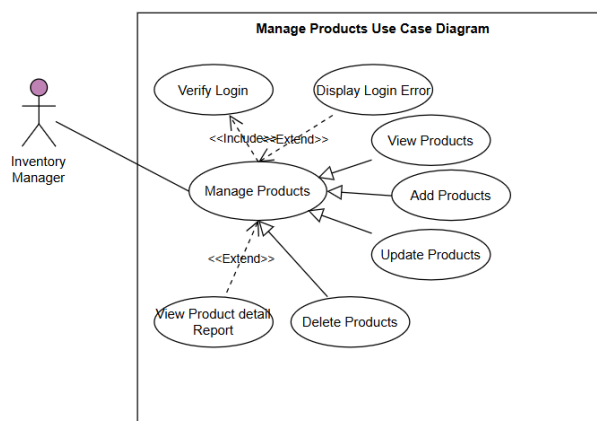 Manage Products Use Case Diagram
Verify Login
Display Login Error
<<Include>>
<<Extend>>
View Products
Inventory
Manager
Manage Products
Add Products
Update Products
<<Extend>>
View Product detail
Report
Delete Products